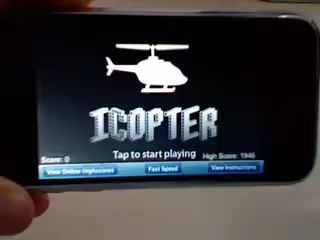 ICOPTER
Tap to start playing
Score: 0
High Score: 1946
View Online Highscores
Fast Speed
View Instructions